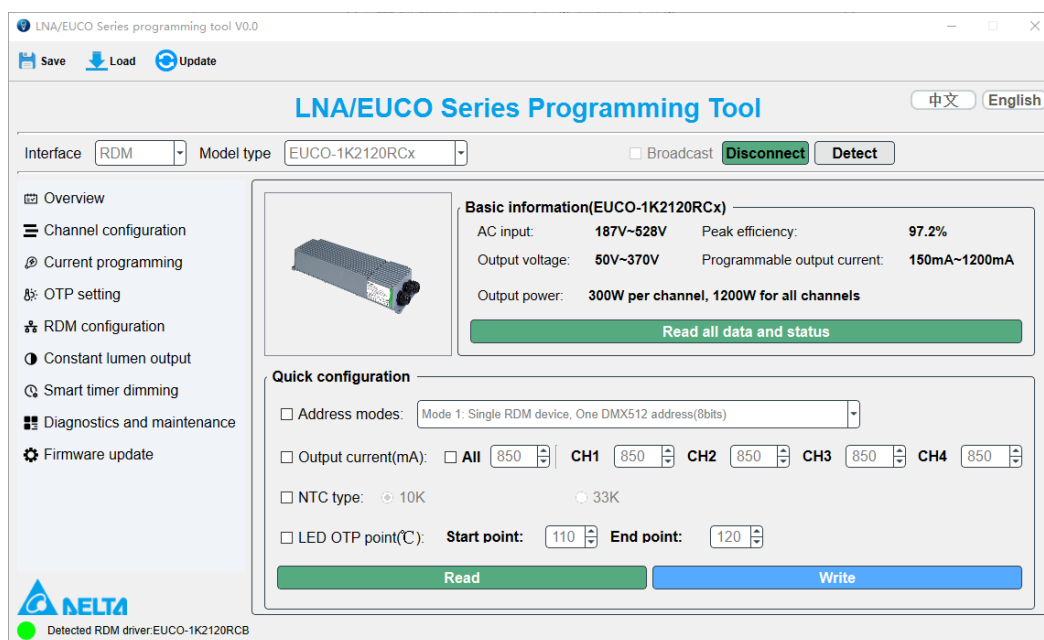 LNA/EUCO Series programming tool V0.0
Save Load Update
LNA/EUCO Series Programming Tool
中文 English
Interface RDM Model type EUCO-1K2120RCx Broadcast Disconnect Detect
Overview
Channel configuration
Current programming
OTP setting
RDM configuration
Constant lumen output
Smart timer dimming
Diagnostics and maintenance
Firmware update
Basic information(EUCO-1K2120RCx)
AC input: 187V~528V Peak efficiency: 97.2%
Output voltage: 50V~370V Programmable output current: 150mA~1200mA
Output power: 300W per channel, 1200W for all channels
Read all data and status
Quick configuration
Address modes: Mode 1: Single RDM device, One DMX512 address(8bits)
Output current(mA): All 850 CH1 850 CH2 850 CH3 850 CH4 850
NTC type: 10K 33K
LED OTP point(℃): Start point: 110 End point: 120
Read Write
DELTA
Detected RDM driver:EUCO-1K2120RCB